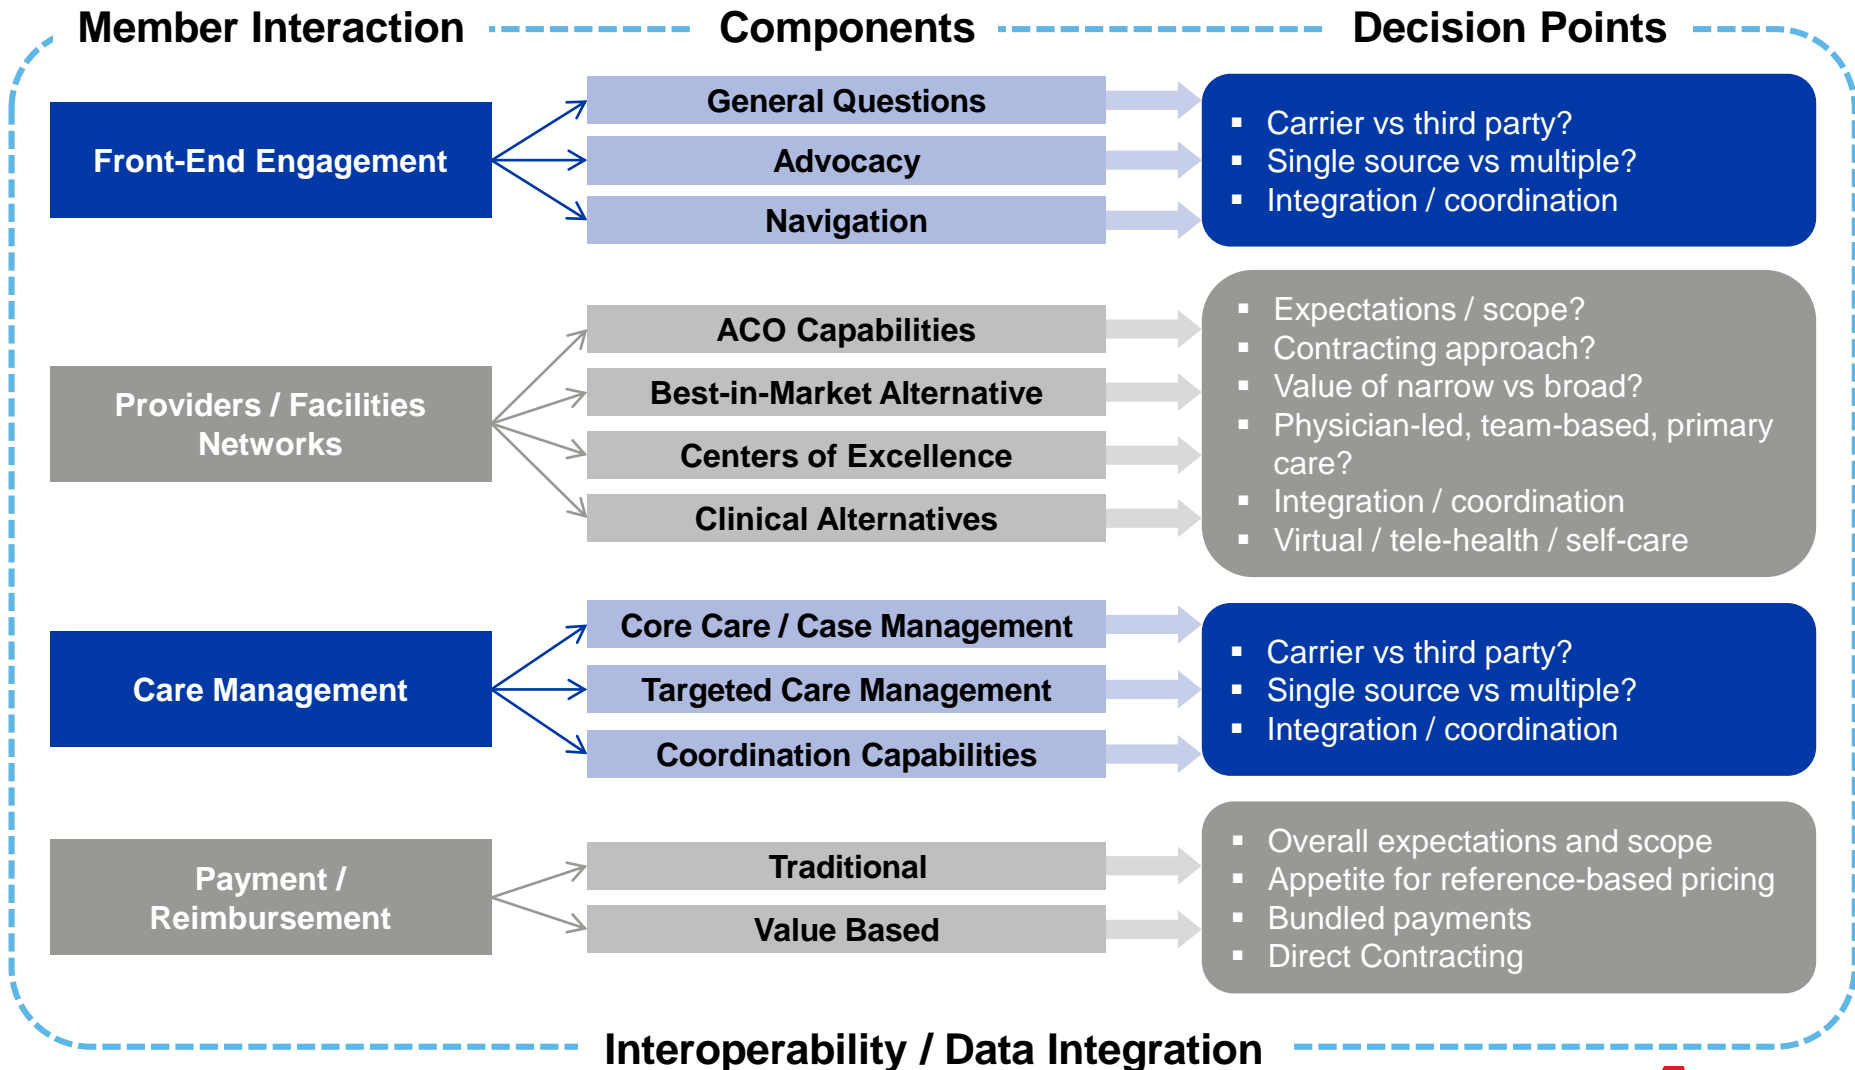 Member Interaction
Components
Decision Points
Front-End Engagement
General Questions
Advocacy
Navigation
▪ Carrier vs third party?
▪ Single source vs multiple?
▪ Integration / coordination
Providers / Facilities
Networks
ACO Capabilities
Best-in-Market Alternative
Centers of Excellence
Clinical Alternatives
▪ Expectations / scope?
▪ Contracting approach?
▪ Value of narrow vs broad?
▪ Physician-led, team-based, primary
care?
▪ Integration / coordination
▪ Virtual / tele-health / self-care
Care Management
Core Care / Case Management
Targeted Care Management
Coordination Capabilities
▪ Carrier vs third party?
▪ Single source vs multiple?
▪ Integration / coordination
Payment /
Reimbursement
Traditional
Value Based
▪ Overall expectations and scope
▪ Appetite for reference-based pricing
▪ Bundled payments
▪ Direct Contracting
Interoperability / Data Integration